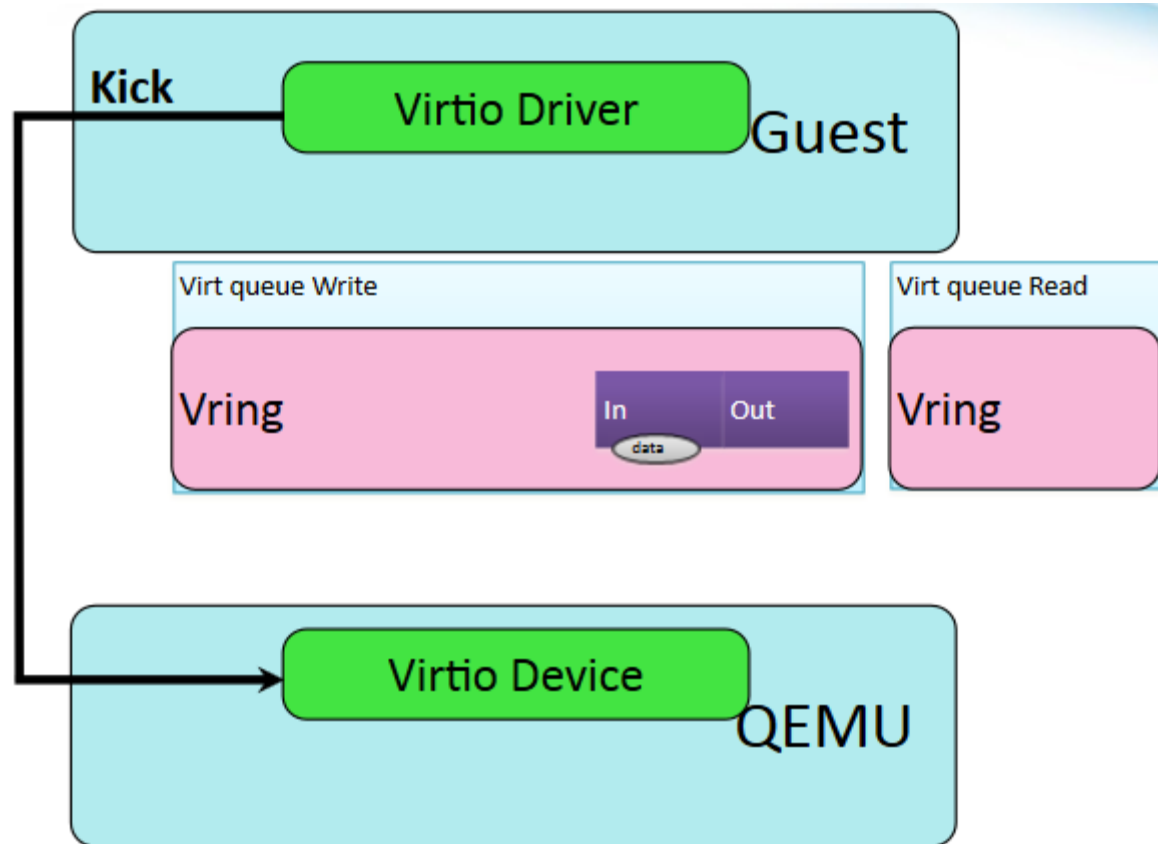 Kick
Virtio Driver
Guest
Virt queue Write
Virt queue Read
Vring
In
Out
data
Vring
Virtio Device
QEMU